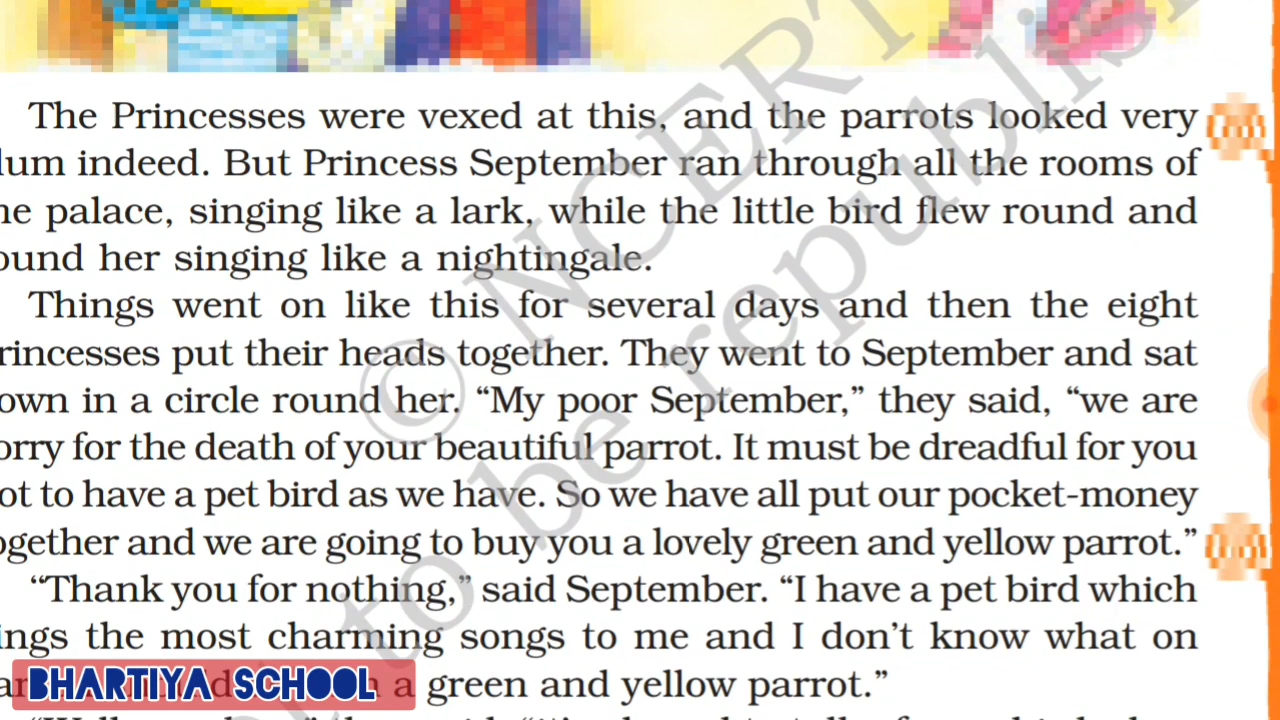 The Princesses were vexed at this, and the parrots looked very
lum indeed. But Princess September ran through all the rooms of
he palace, singing like a lark, while the little bird flew round and
ound her singing like a nightingale.
Things went on like this for several days and then the eight
rincesses put their heads together. They went to September and sat
own in a circle round her. “My poor September,” they said, “we are
orry for the death of your beautiful parrot. It must be dreadful for you
ot to have a pet bird as we have. So we have all put our pocket-money
ogether and we are going to buy you a lovely green and yellow parrot.”
“Thank you for nothing,” said September. “I have a pet bird which
ings the most charming songs to me and I don’t know what on
a green and yellow parrot.”
BHARTIYA SCHOOL
© NCERT
to be republish